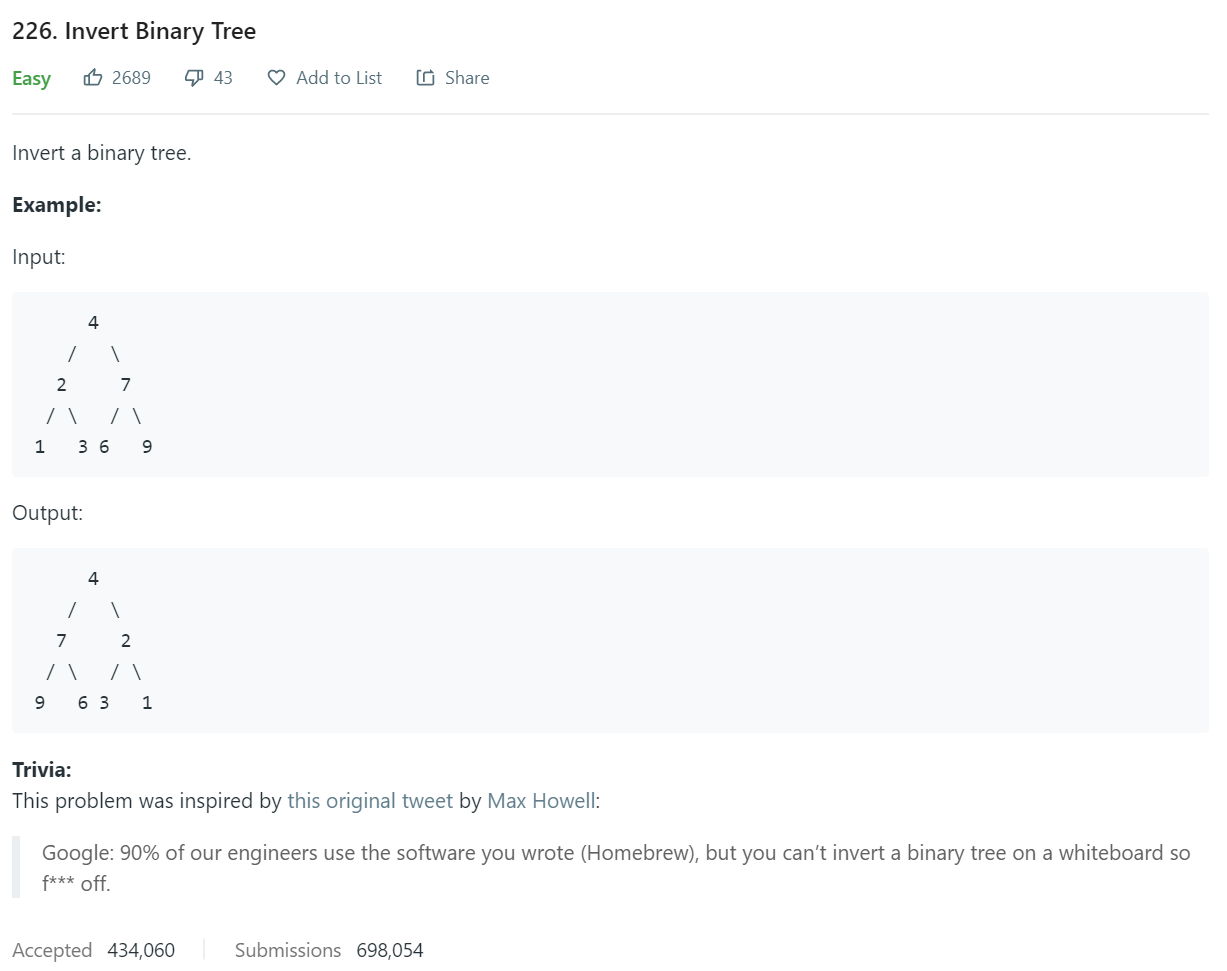 226. Invert Binary Tree
Easy 2689 43 Add to List Share
Invert a binary tree.
Example:
Input:
     4
   /   \
  2     7
 / \   / \
1   3 6   9
Output:
     4
   /   \
  7     2
 / \   / \
9   6 3   1
Trivia:
This problem was inspired by this original tweet by Max Howell:
Google: 90% of our engineers use the software you wrote (Homebrew), but you can’t invert a binary tree on a whiteboard so
f*** off.
Accepted 434,060 Submissions 698,054